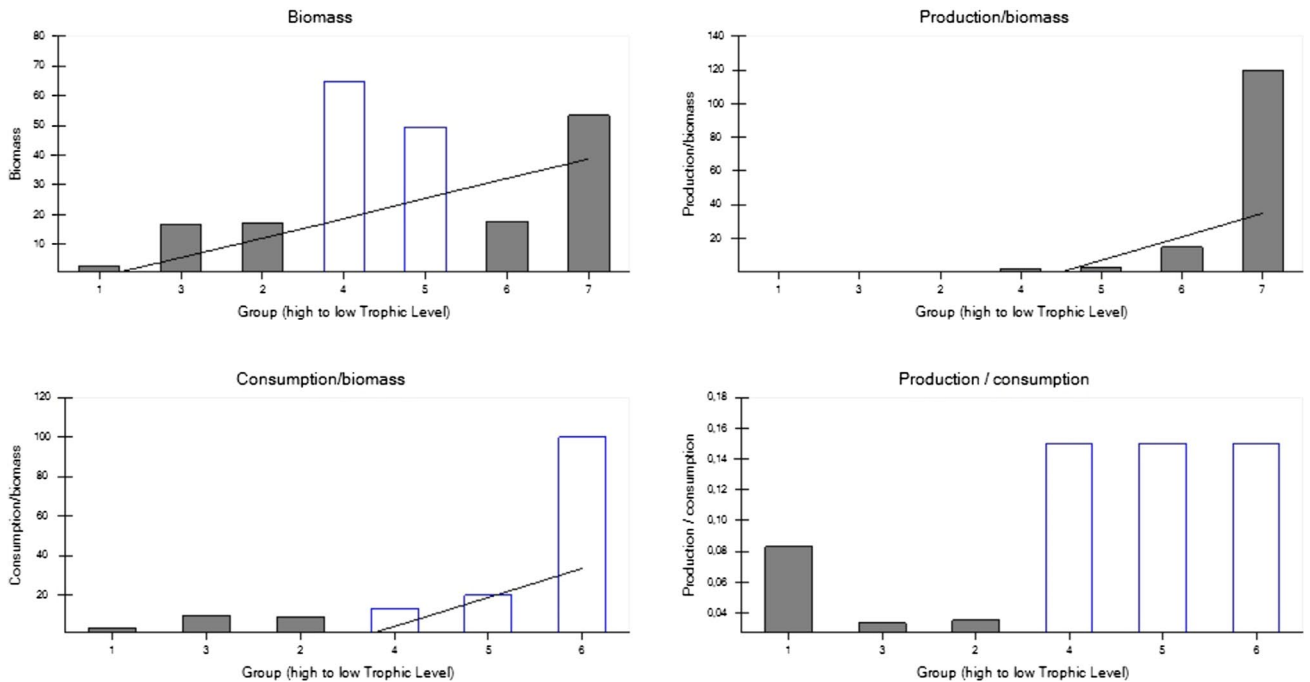 Biomass
80
70
60
50
40
30
20
10
Biomass
1 3 2 4 5 6 7
Group (high to low Trophic Level)
Production/biomass
140
120
100
80
60
40
20
Production/biomass
1 3 2 4 5 6 7
Group (high to low Trophic Level)
Consumption/biomass
120
100
80
60
40
20
Consumption/biomass
1 3 2 4 5 6
Group (high to low Trophic Level)
Production / consumption
0,18
0,16
0,14
0,12
0,10
0,08
0,06
0,04
Production / consumption
1 3 2 4 5 6
Group (high to low Trophic Level)